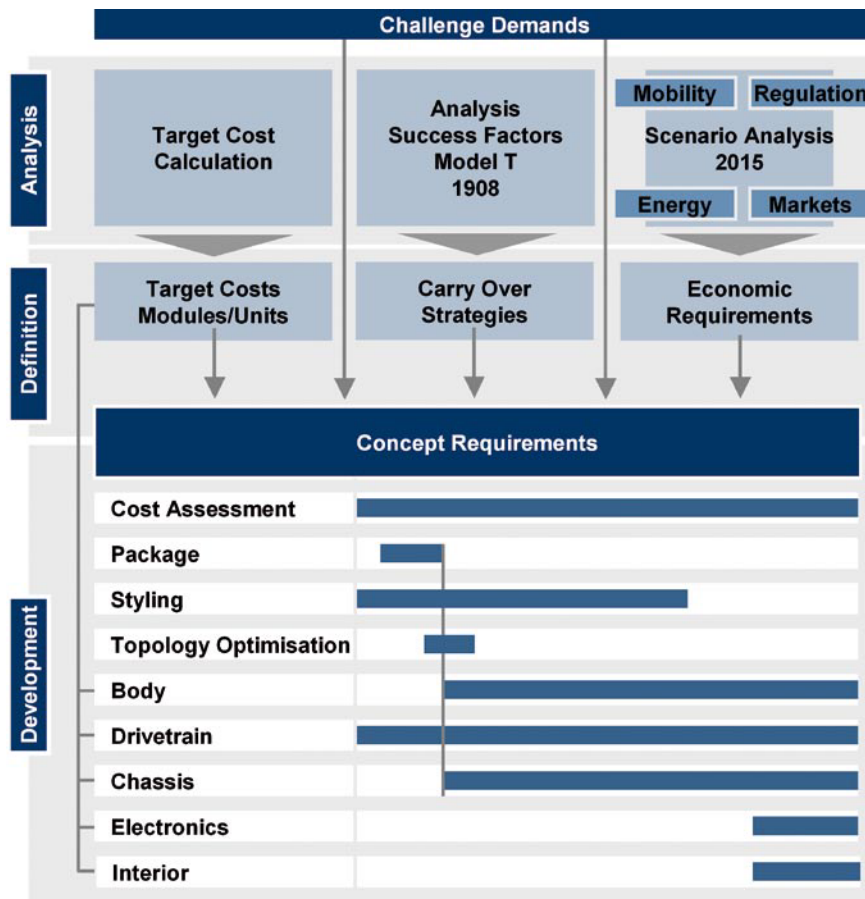 Challenge Demands
Analysis
Target Cost
Calculation
Analysis
Success Factors
Model T
1908
Mobility
Regulation
Scenario Analysis
2015
Energy
Markets
Definition
Target Costs
Modules/Units
Carry Over
Strategies
Economic
Requirements
Concept Requirements
Development
Cost Assessment
Package
Styling
Topology Optimisation
Body
Drivetrain
Chassis
Electronics
Interior